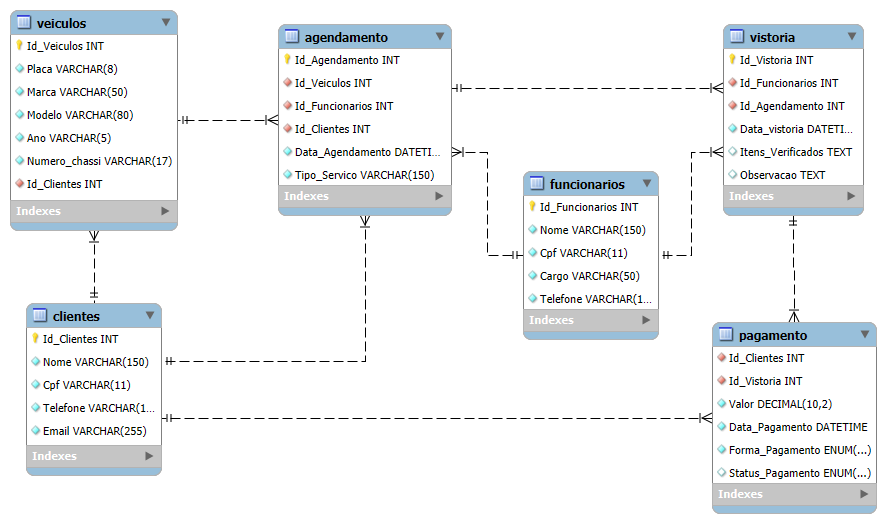 veiculos
Id_Veiculos INT
Placa VARCHAR(8)
Marca VARCHAR(50)
Modelo VARCHAR(80)
Ano VARCHAR(5)
Numero_chassi VARCHAR(17)
Id_Clientes INT
Indexes
agendamento
Id_Agendamento INT
Id_Veiculos INT
Id_Funcionarios INT
Id_Clientes INT
Data_Agendamento DATETI...
Tipo_Servico VARCHAR(150)
Indexes
vistoria
Id_Vistoria INT
Id_Funcionarios INT
Id_Agendamento INT
Data_vistoria DATETI...
Itens_Verificados TEXT
Observacao TEXT
Indexes
funcionarios
Id_Funcionarios INT
Nome VARCHAR(150)
Cpf VARCHAR(11)
Cargo VARCHAR(50)
Telefone VARCHAR(1...
Indexes
clientes
Id_Clientes INT
Nome VARCHAR(150)
Cpf VARCHAR(11)
Telefone VARCHAR(1...
Email VARCHAR(255)
Indexes
pagamento
Id_Clientes INT
Id_Vistoria INT
Valor DECIMAL(10,2)
Data_Pagamento DATETIME
Forma_Pagamento ENUM(...)
Status_Pagamento ENUM(...)
Indexes